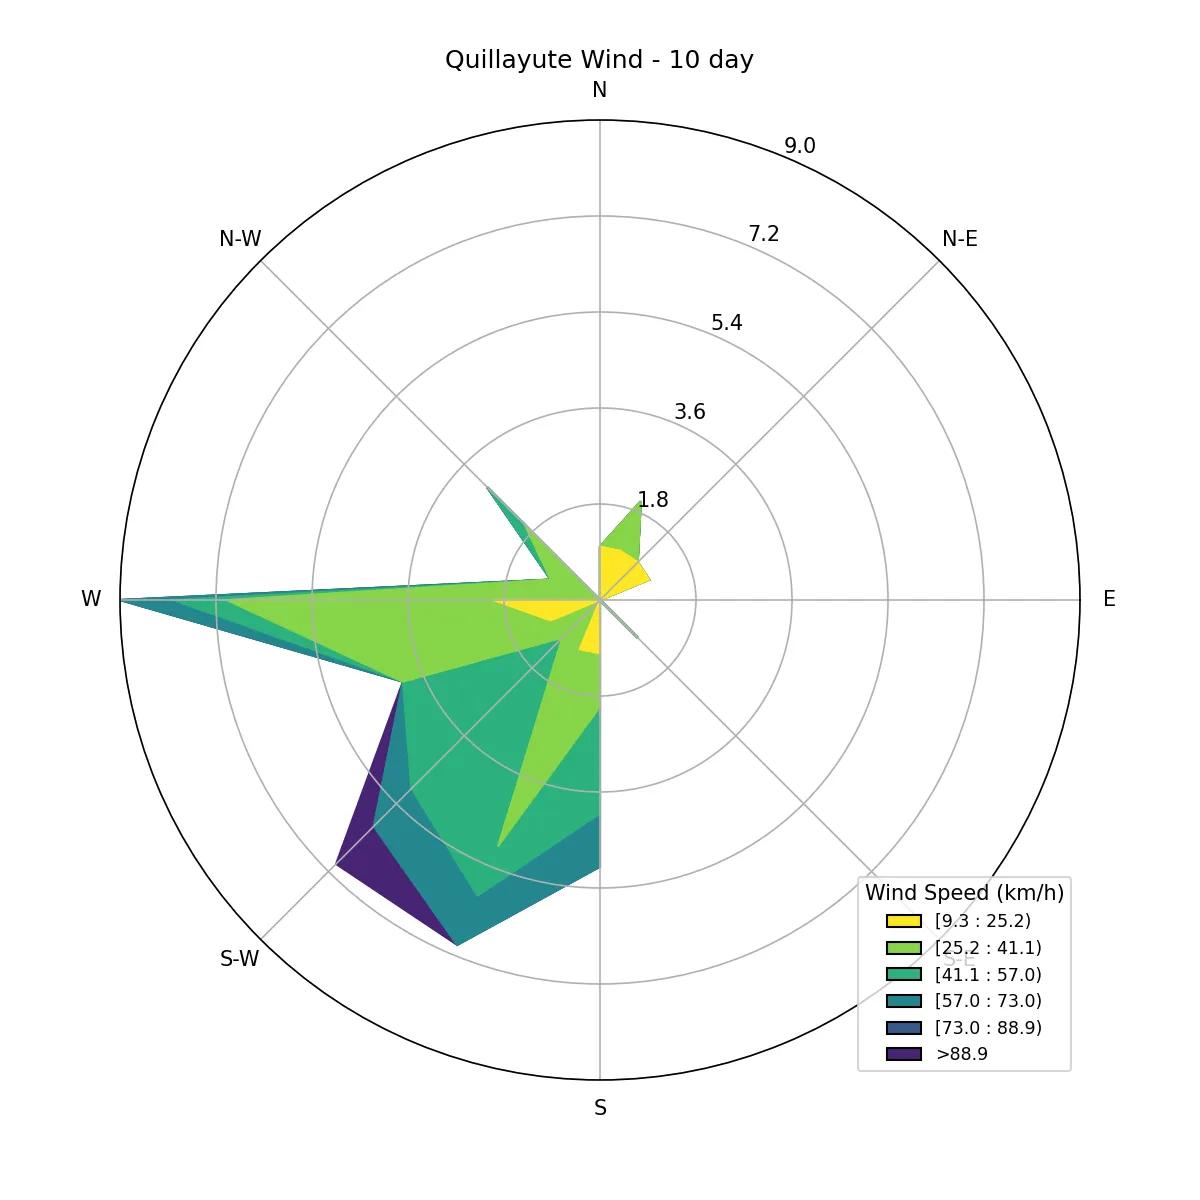 Quillayute Wind - 10 day
N
9.0
7.2
N-W
N-E
5.4
3.6
1.8
W
E
S-W
S-E
Wind Speed (km/h)
[9.3 : 25.2)
[25.2 : 41.1)
[41.1 : 57.0)
[57.0 : 73.0)
[73.0 : 88.9)
>88.9
S